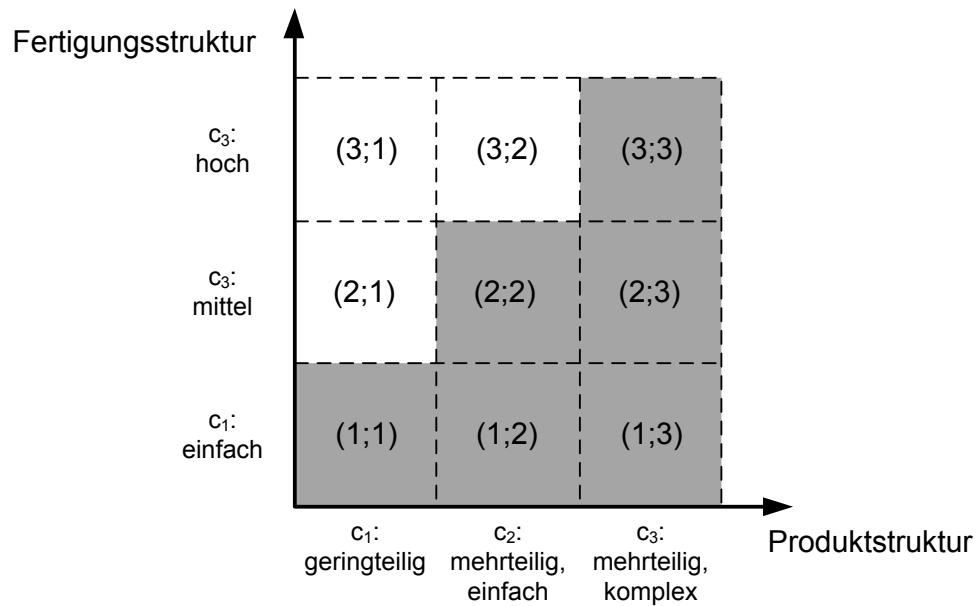 Fertigungsstruktur
c₃:
hoch
(3;1) (3;2) (3;3)
c₃:
mittel
(2;1) (2;2) (2;3)
c₁:
einfach
(1;1) (1;2) (1;3)
c₁:
geringteilig
c₂:
mehrteilig,
einfach
c₃:
mehrteilig,
komplex
Produktstruktur